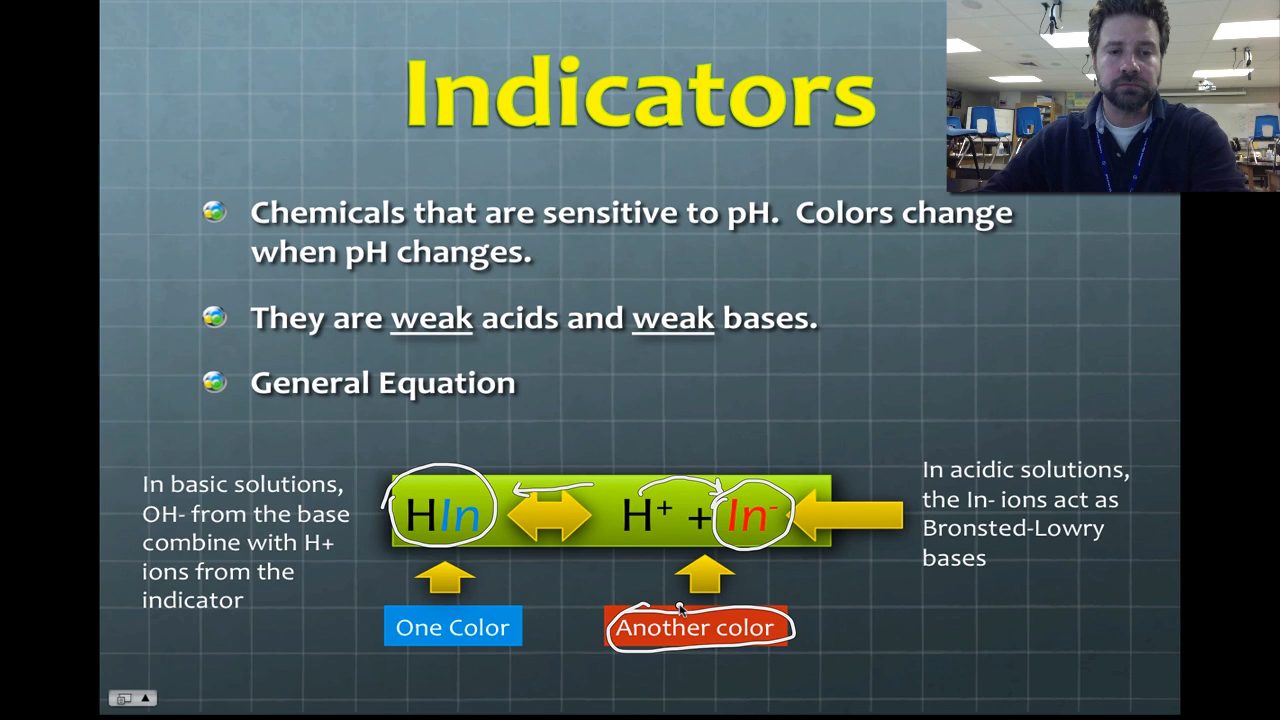 Indicators
Chemicals that are sensitive to pH. Colors change
when pH changes.
They are weak acids and weak bases.
General Equation
In basic solutions,
OH- from the base
combine with H+
ions from the
indicator
HIn H⁺ + In⁻
In acidic solutions,
the In- ions act as
Bronsted-Lowry
bases
One Color
Another color